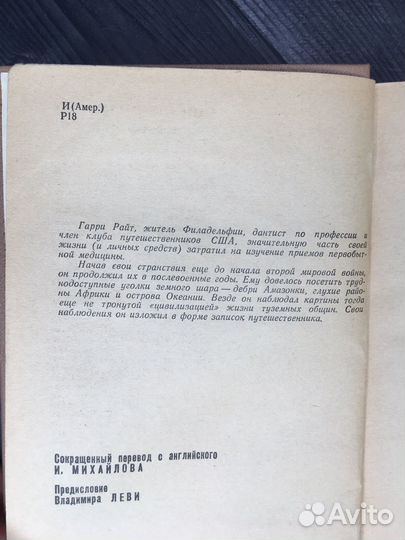 И(Амер.)
Р18
Гарри Райт, житель Филадельфии, дантист по профессии и
член клуба путешественников США, значительную часть своей
жизни (и личных средств) затратил на изучение приемов первобыт-
ной медицины.
Начав свои странствия еще до начала второй мировой войны,
он продолжил их в послевоенные годы. Ему довелось посетить труд-
нодоступные уголки земного шара — дебри Амазонки, глухие райо-
ны Африки и острова Океании. Везде он наблюдал картины тогда
еще не тронутой «цивилизацией» жизни туземных общин. Свои
наблюдения он изложил в форме записок путешественника.
Сокращенный перевод с английского
И. МИХАЙЛОВА
Предисловие
Владимира ЛЕВИ
Avito